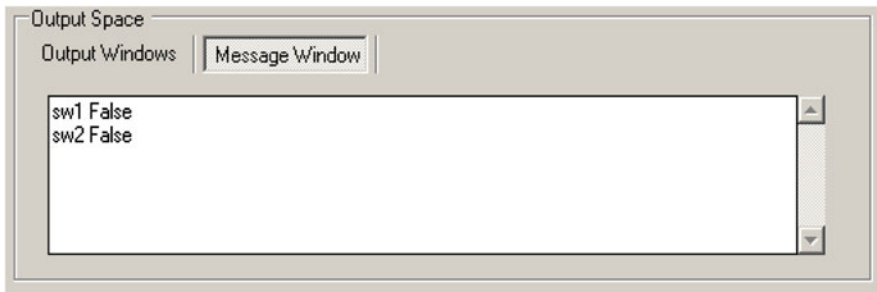 Output Space
Output Windows Message Window
sw1 False
sw2 False